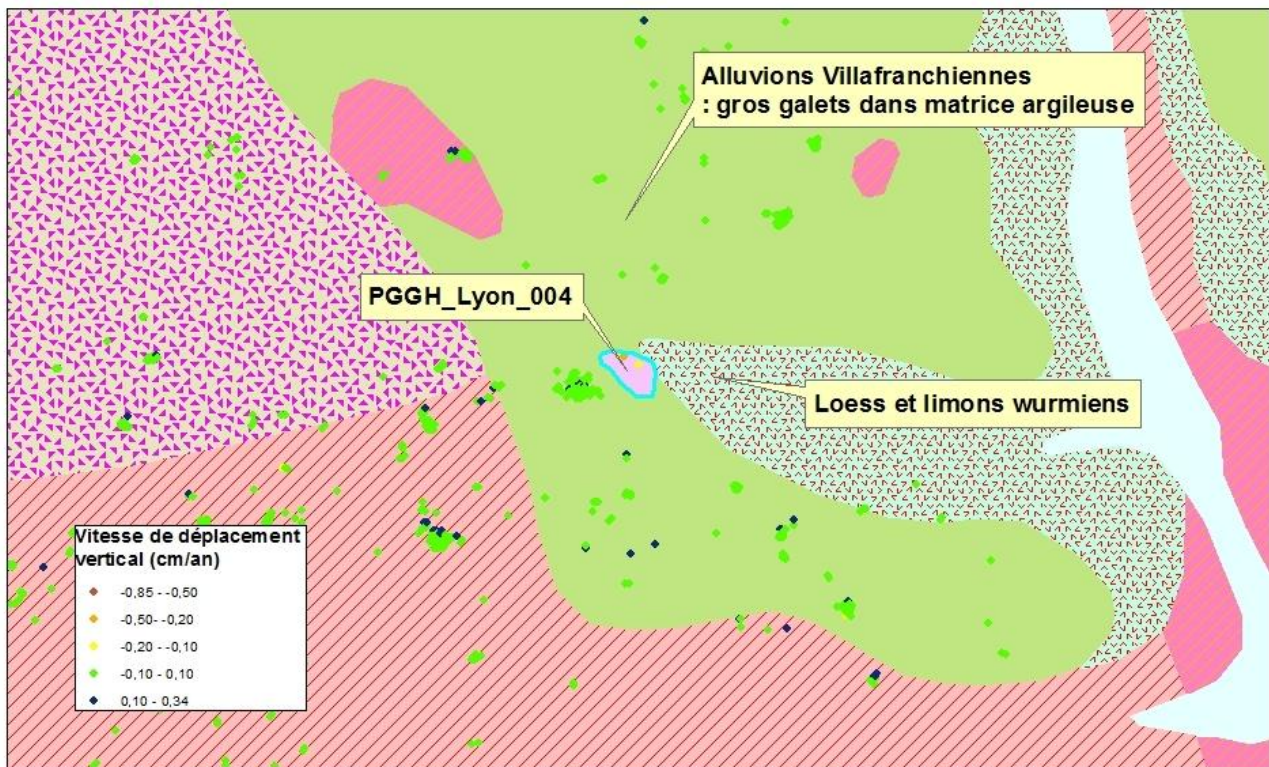 Alluvions Villafranchiennes
: gros galets dans matrice argileuse
PGGH_Lyon_004
Loess et limons wurmiens
Vitesse de déplacement
vertical (cm/an)
-0,85 - -0,50
-0,50- -0,20
-0,20 - -0,10
-0,10 - 0,10
0,10 - 0,34